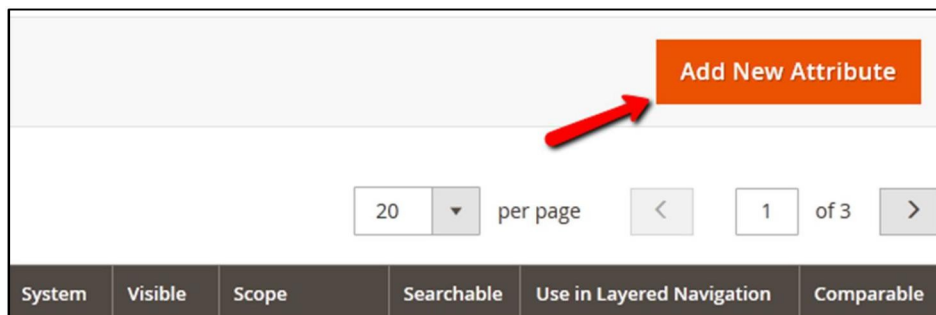 Add New Attribute
20 per page 1 of 3
System Visible Scope Searchable Use in Layered Navigation Comparable